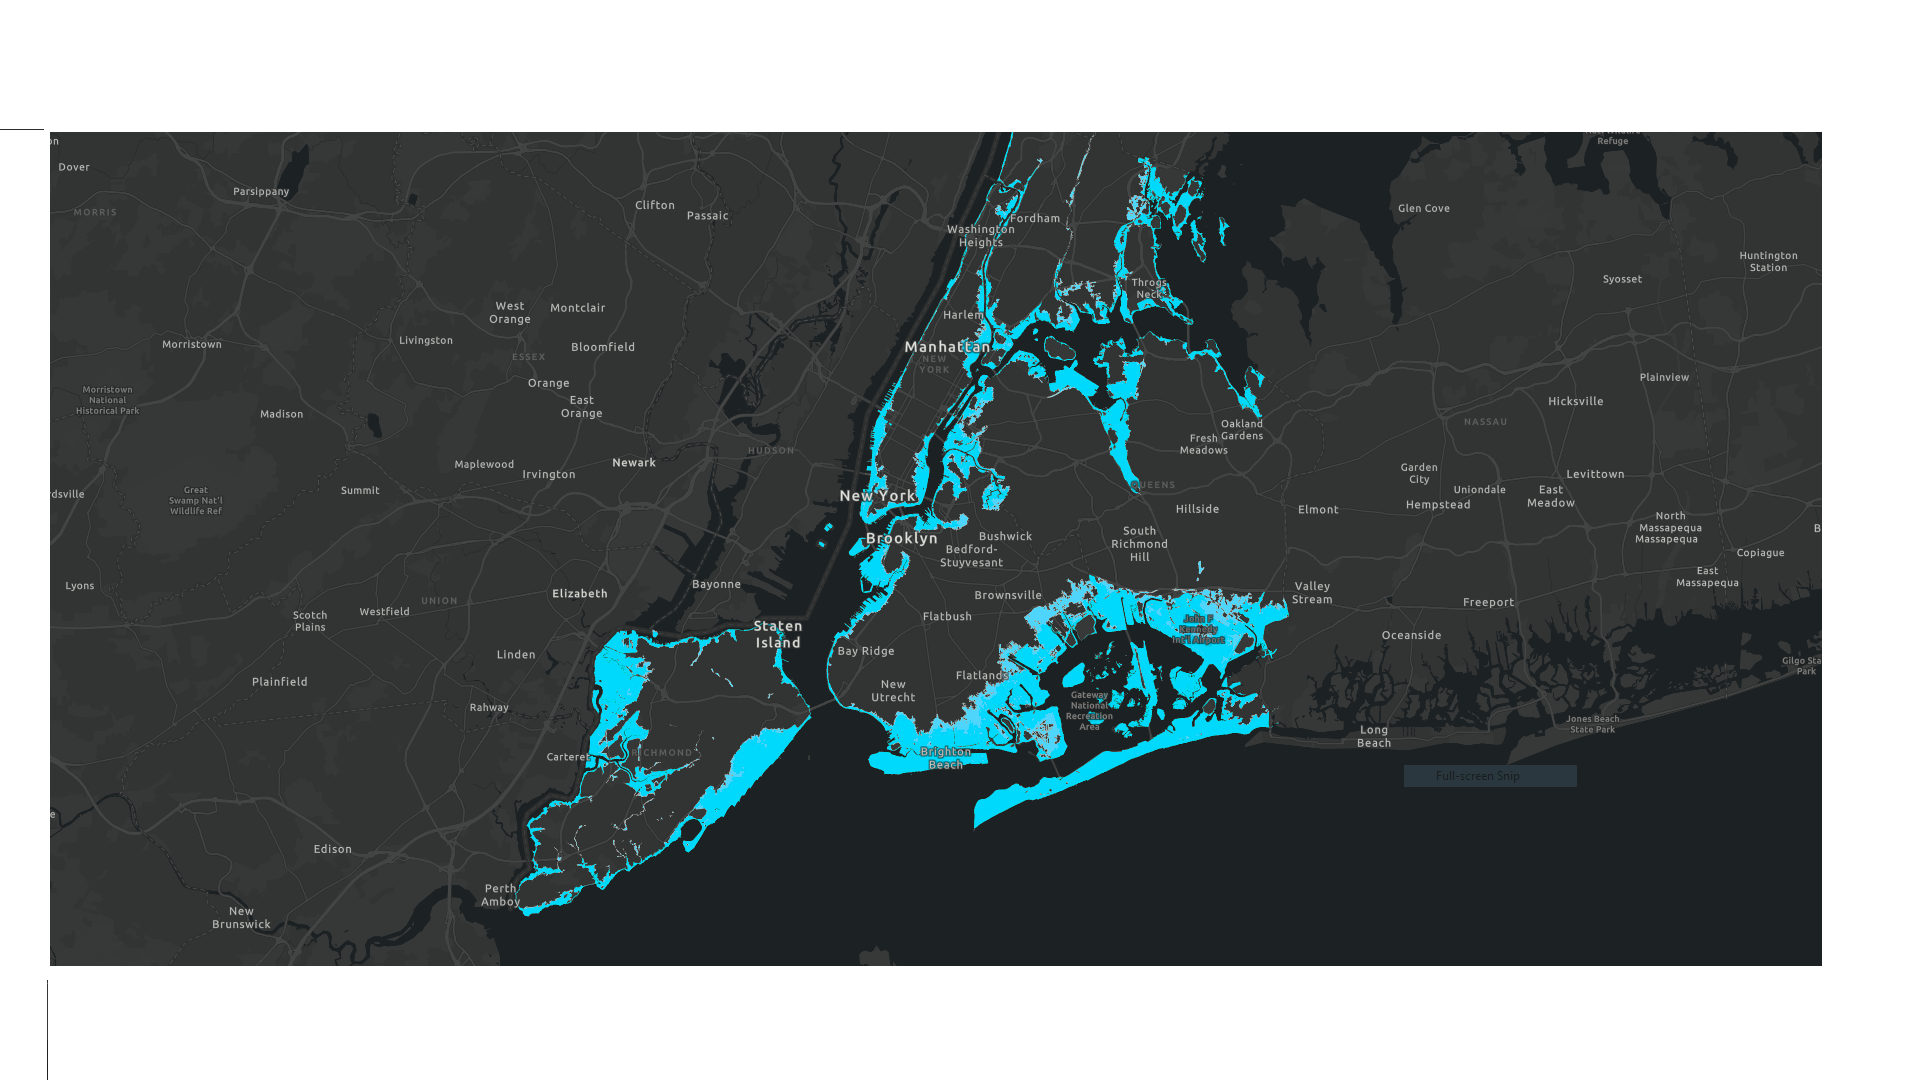 on
Dover
Parsippany
MORRIS
Clifton
Passaic
Refuge
Glen Cove
Fordham
Washington
Heights
Huntington
Station
Syosset
Throgs
Neck
West
Orange
Montclair
Harlem
Morristown
Livingston
Bloomfield
ESSEX
Manhattan
NEW
YORK
Plainview
Orange
Morristown
National
Historical Park
East
Orange
Madison
Hicksville
NASSAU
Oakland
Gardens
Fresh
Meadows
HUDSON
Maplewood
Irvington
Newark
Garden
City
Levittown
QUEENS
rdsville
Great
Swamp Nat'l
Wildlife Ref
Summit
New York
Uniondale
East
Meadow
Hempstead
Hillside
Elmont
North
Massapequa
Massapequa
B
Brooklyn
Bushwick
South
Richmond
Hill
Bedford-
Stuyvesant
Copiague
Lyons
Elizabeth
Bayonne
Brownsville
Valley
Stream
East
Massapequa
UNION
Westfield
Scotch
Plains
Freeport
Flatbush
Staten
Island
John F
Kennedy
Int'l Airport
Oceanside
Linden
Bay Ridge
Gilgo Sta
Park
Plainfield
Flatlands
New
Utrecht
Gateway
National
Recreation
Area
Rahway
Jones Beach
State Park
Long
Beach
Carteret
RICHMOND
Brighton
Beach
Full-screen Snip
e
Edison
Perth
Amboy
New
Brunswick